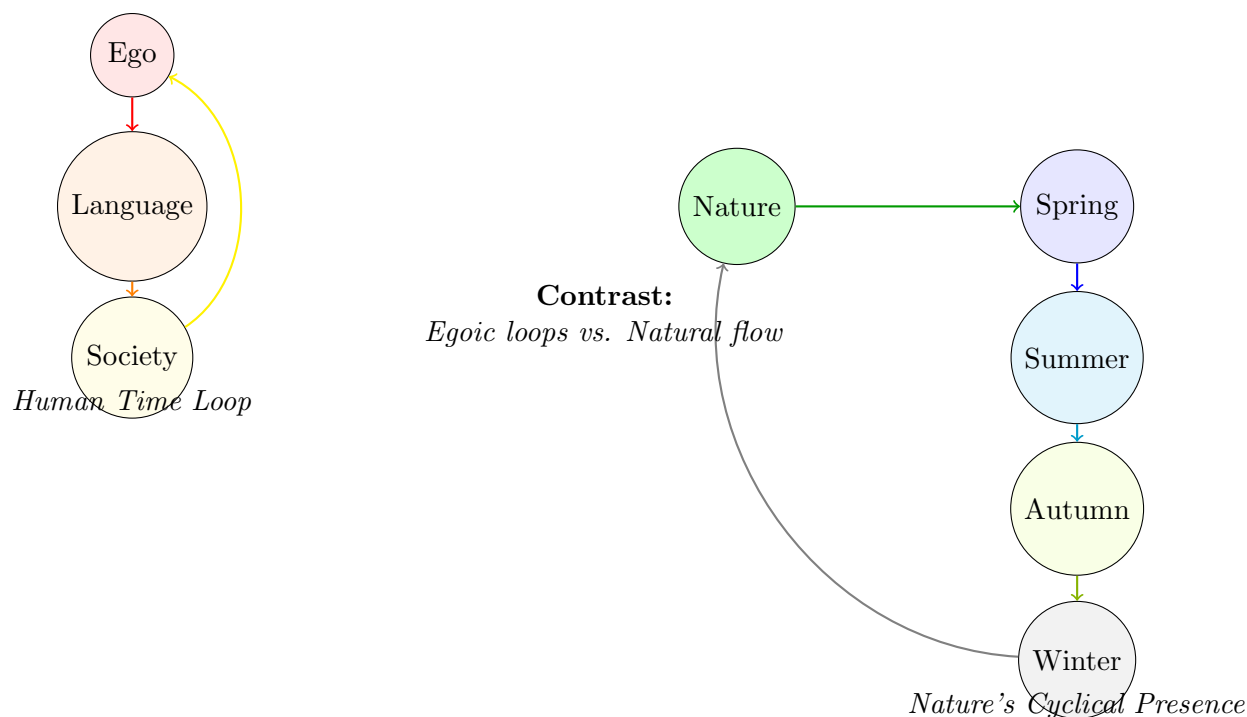 Ego
Language
Society
Human Time Loop
Contrast:
Egoic loops vs. Natural flow
Nature
Spring
Summer
Autumn
Winter
Nature's Cyclical Presence